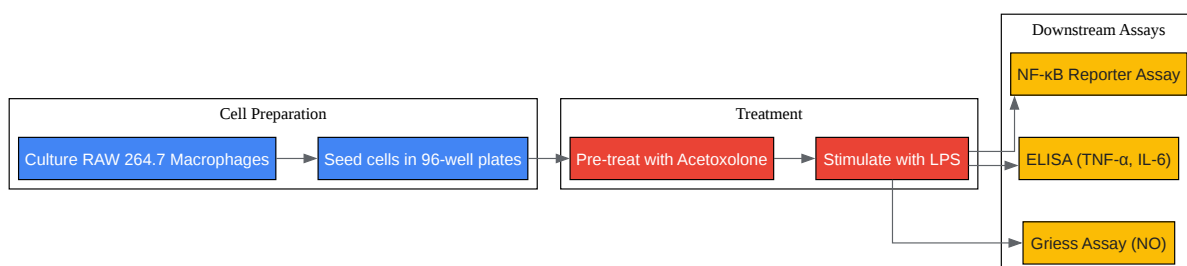 Cell Preparation
Culture RAW 264.7 Macrophages
Seed cells in 96-well plates
Treatment
Pre-treat with Acetoxolone
Stimulate with LPS
Downstream Assays
NF-κB Reporter Assay
ELISA (TNF-α, IL-6)
Griess Assay (NO)